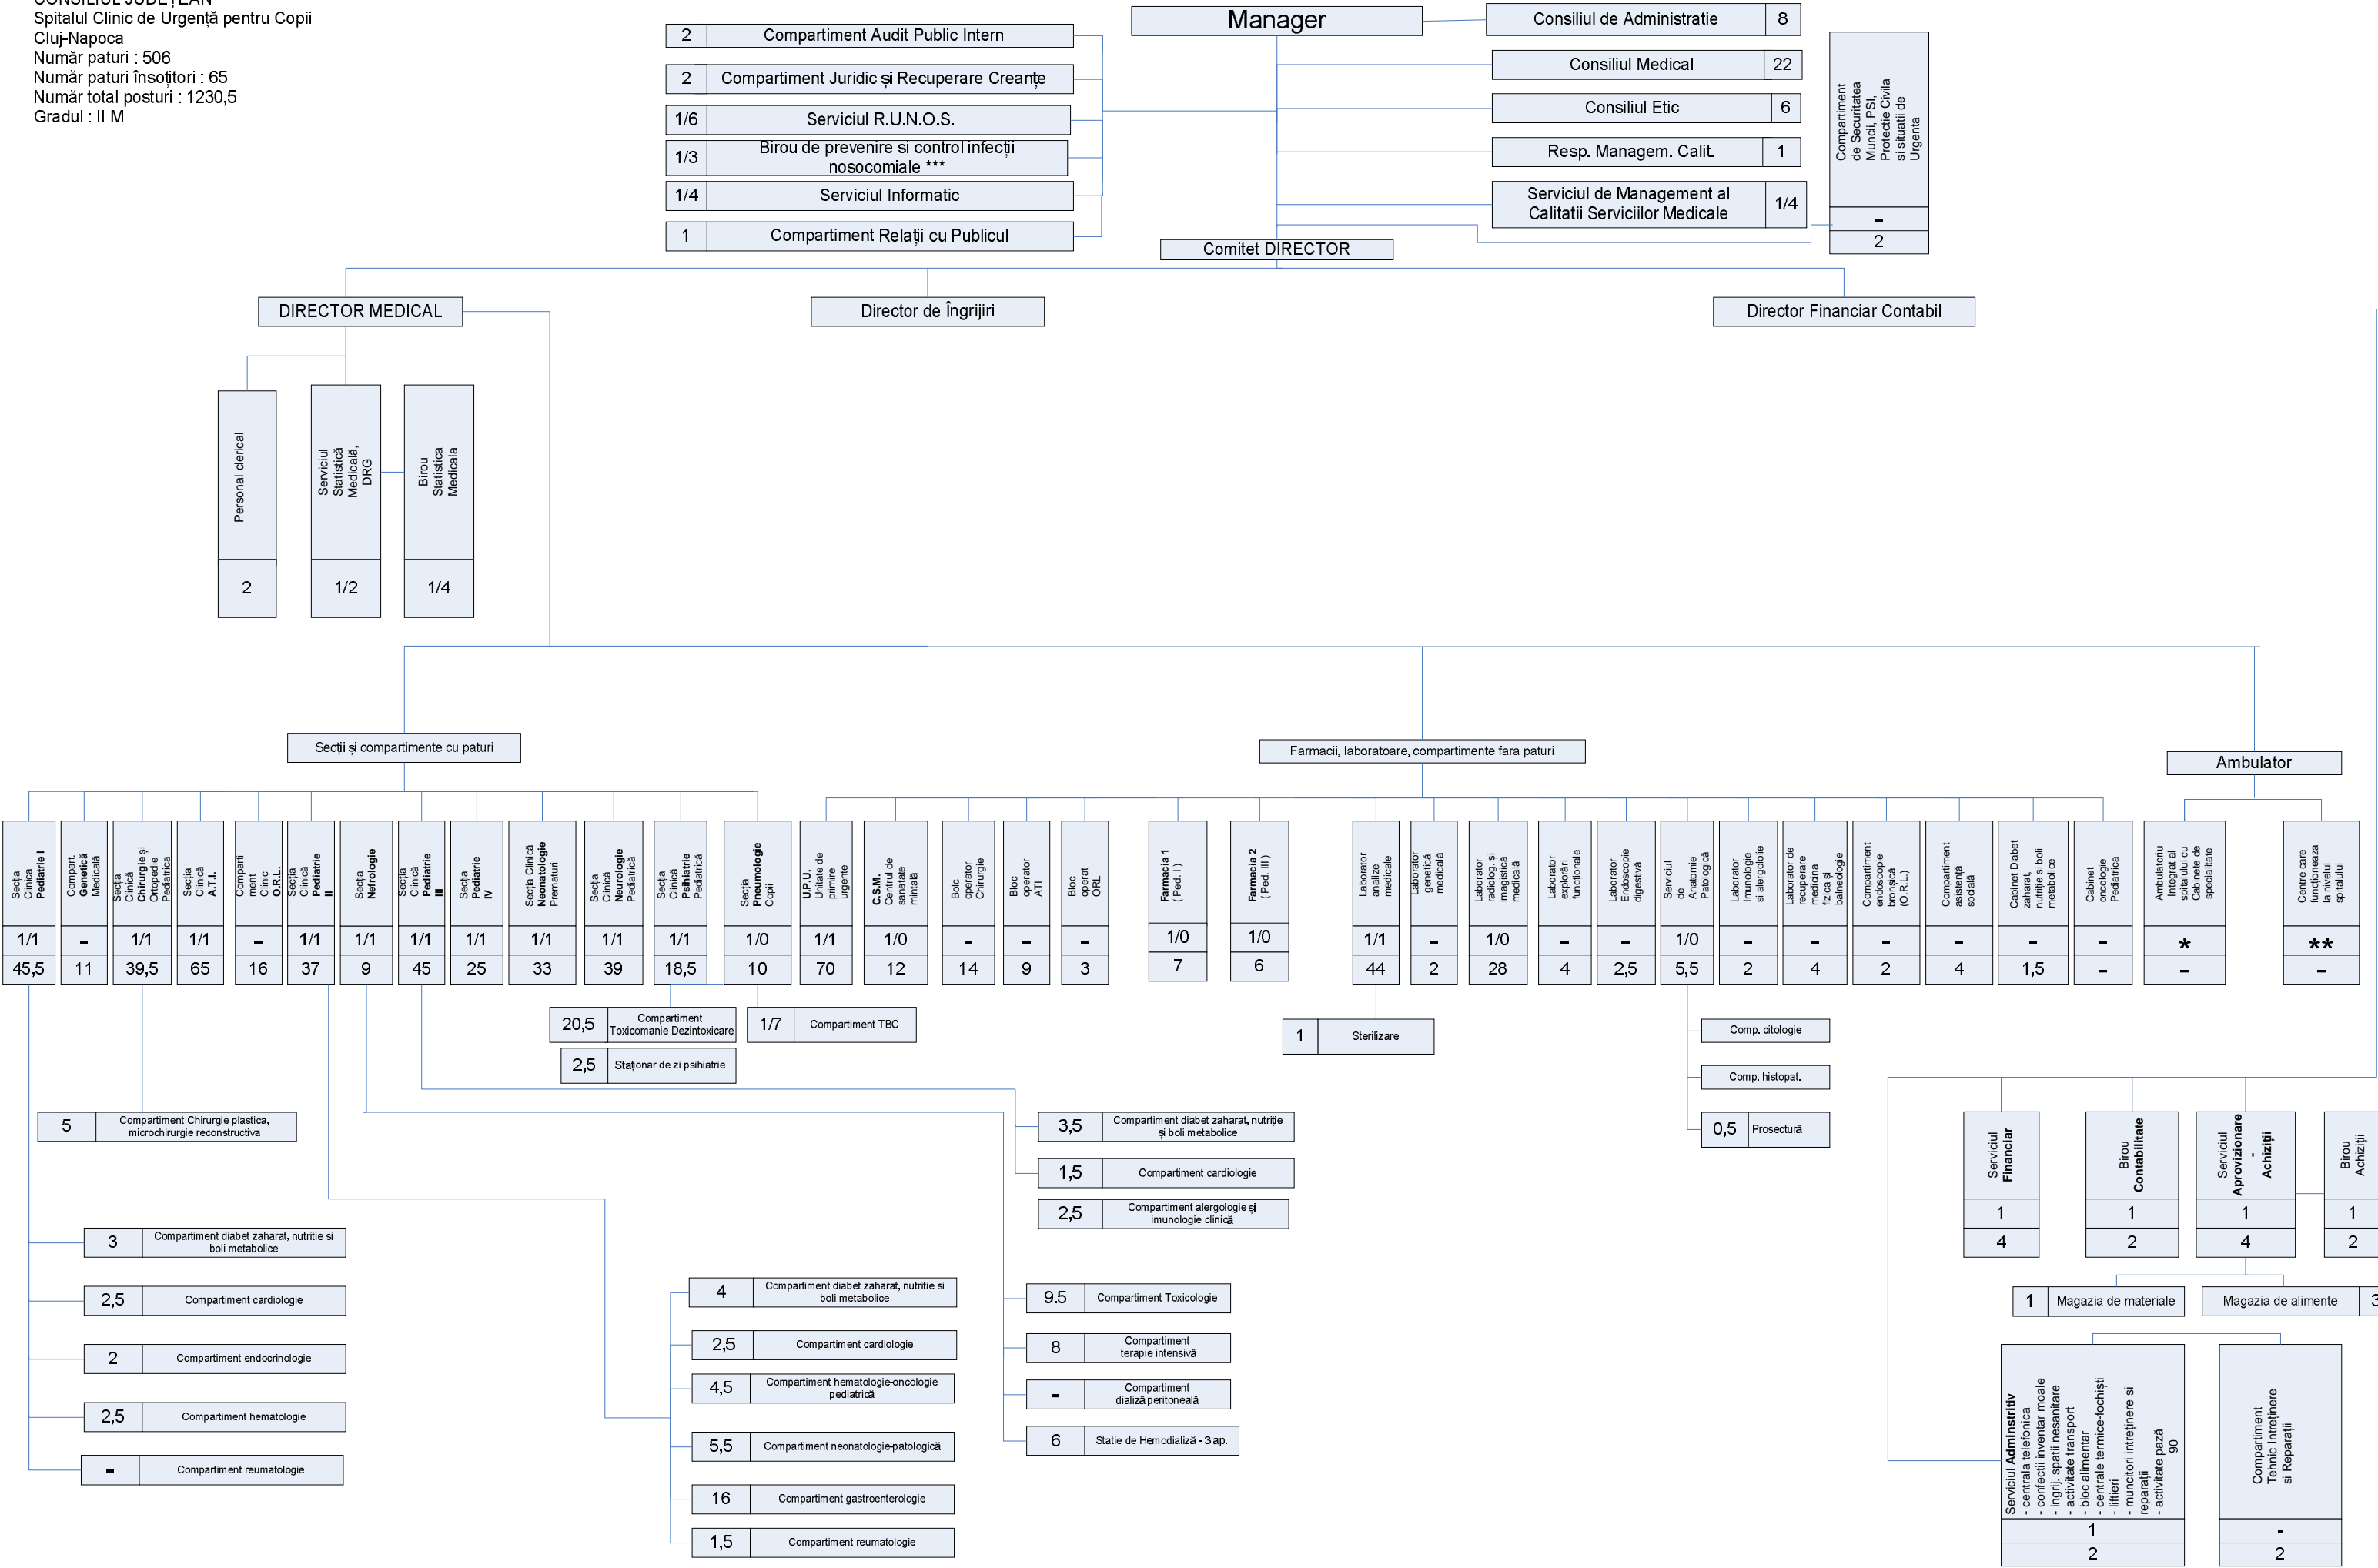 CONSILIUL JUDEȚEAN
Spitalul Clinic de Urgență pentru Copii
Cluj-Napoca
Număr paturi : 506
Număr paturi însoțitori : 65
Număr total posturi : 1230,5
Gradul : II M
Manager
Consiliul de Administratie
8
2
Compartiment Audit Public Intern
Consiliul Medical
22
2
Compartiment Juridic și Recuperare Creanțe
Consiliul Etic
6
1/6
Serviciul R.U.N.O.S.
Resp. Managem. Calit.
1
1/3
Birou de prevenire si control infecții
nosocomiale ***
Serviciul de Management al
Calitatii Serviciilor Medicale
1/4
1/4
Serviciul Informatic
1
Compartiment Relații cu Publicul
Compartiment
de Securitatea
Muncii, PSI,
Protectie Civila
si situatii de
Urgenta
-
2
Comitet DIRECTOR
DIRECTOR MEDICAL
Director de Îngrijiri
Director Financiar Contabil
Personal clerical
2
Serviciul
Statistică
Medicală,
DRG
1/2
Birou
Statistica
Medicala
1/4
Secții și compartimente cu paturi
Farmacii, laboratoare, compartimente fara paturi
Ambulator
Secția
Clinica
Pediatrie I
1/1
45,5
Compart.
Genetică
Medicală
-
11
Secția
Clinică
Chirurgie și
Ortopedie
Pediatrica
1/1
39,5
Secția
Clinică
A.T.I.
1/1
65
Comparti
ment
Clinic
O.R.L.
-
16
Secția
Clinică
Pediatrie
II
1/1
37
Secția
Nefrologie
1/1
9
Secția
Clinică
Pediatrie
III
1/1
45
Secția
Pediatrie
IV
1/1
25
Secția Clinică
Neonatologie
Prematuri
1/1
33
Secția
Clinică
Neurologie
Pediatrică
1/1
39
Secția
Clinică
Psihiatrie
Pediatrică
1/1
18,5
Secția
Pneumologie
Copii
1/0
10
U.P.U.
Unitate de
primire
urgente
1/1
70
C.S.M.
Centrul de
sanatate
mintală
1/0
12
Bolc
operator
Chirurgie
-
14
Bloc
operator
ATI
-
9
Bloc
operat
ORL
-
3
Farmacia 1
( Ped. I )
1/0
7
Farmacia 2
( Ped. III )
1/0
6
Laborator
analize
medicale
1/1
44
Laborator
genetică
medicală
-
2
Laborator
radiolog. și
imagistică
medicală
1/0
28
Laborator
explorări
funcționale
-
4
Laborator
Endoscopie
digestivă
-
2,5
Serviciul
de
Anatomie
Patologică
1/0
5,5
Laborator
Imunologie
si alergololie
-
2
Laborator de
recuperare
medicina
fizica și
balneologie
-
4
Compartiment
endoscopie
bronșică
(O.R.L.)
-
2
Compartiment
asistență
socială
-
4
Cabinet Diabet
zaharat,
nutriție si boli
metabolice
-
1,5
Cabinet
oncologie
Pediatrica
-
-
Ambulatoriu
Integrat al
spitalului cu
Cabinete de
specialitate
*
-
Centre care
funcționeaza
la nivelul
spitalului
**
-
20,5
Compartiment
Toxicomanie Dezintoxicare
1/7
Compartiment TBC
2,5
Staționar de zi psihiatrie
1
Sterilizare
Comp. citologie
Comp. histopat.
0,5
Prosectură
5
Compartiment Chirurgie plastica,
microchirurgie reconstructiva
3,5
Compartiment diabet zaharat, nutriție
și boli metabolice
1,5
Compartiment cardiologie
2,5
Compartiment alergologie și
imunologie clinică
3
Compartiment diabet zaharat, nutritie si
boli metabolice
2,5
Compartiment cardiologie
2
Compartiment endocrinologie
2,5
Compartiment hematologie
-
Compartiment reumatologie
4
Compartiment diabet zaharat, nutritie si
boli metabolice
2,5
Compartiment cardiologie
4,5
Compartiment hematologie-oncologie
pediatrică
5,5
Compartiment neonatologie-patologică
16
Compartiment gastroenterologie
1,5
Compartiment reumatologie
9.5
Compartiment Toxicologie
8
Compartiment
terapie intensivă
-
Compartiment
dializă peritoneală
6
Statie de Hemodializă - 3 ap.
Serviciul
Financiar
1
4
Birou
Contabilitate
1
2
Serviciul
Aprovizionare
-
Achiziții
1
4
Birou
Achiziții
1
2
1
Magazia de materiale
Magazia de alimente
3
Serviciul Adminstritiv
- centrala telefonica
- confectii inventar moale
- ingrij. spatii nesanitare
- activitate transport
- bloc alimentar
- centrale termice-fochiști
- liftieri
- muncitori intreținere si
reparații
- activitate pază
90
1
2
Compartiment
Tehnic Intreținere
si Reparații
-
2